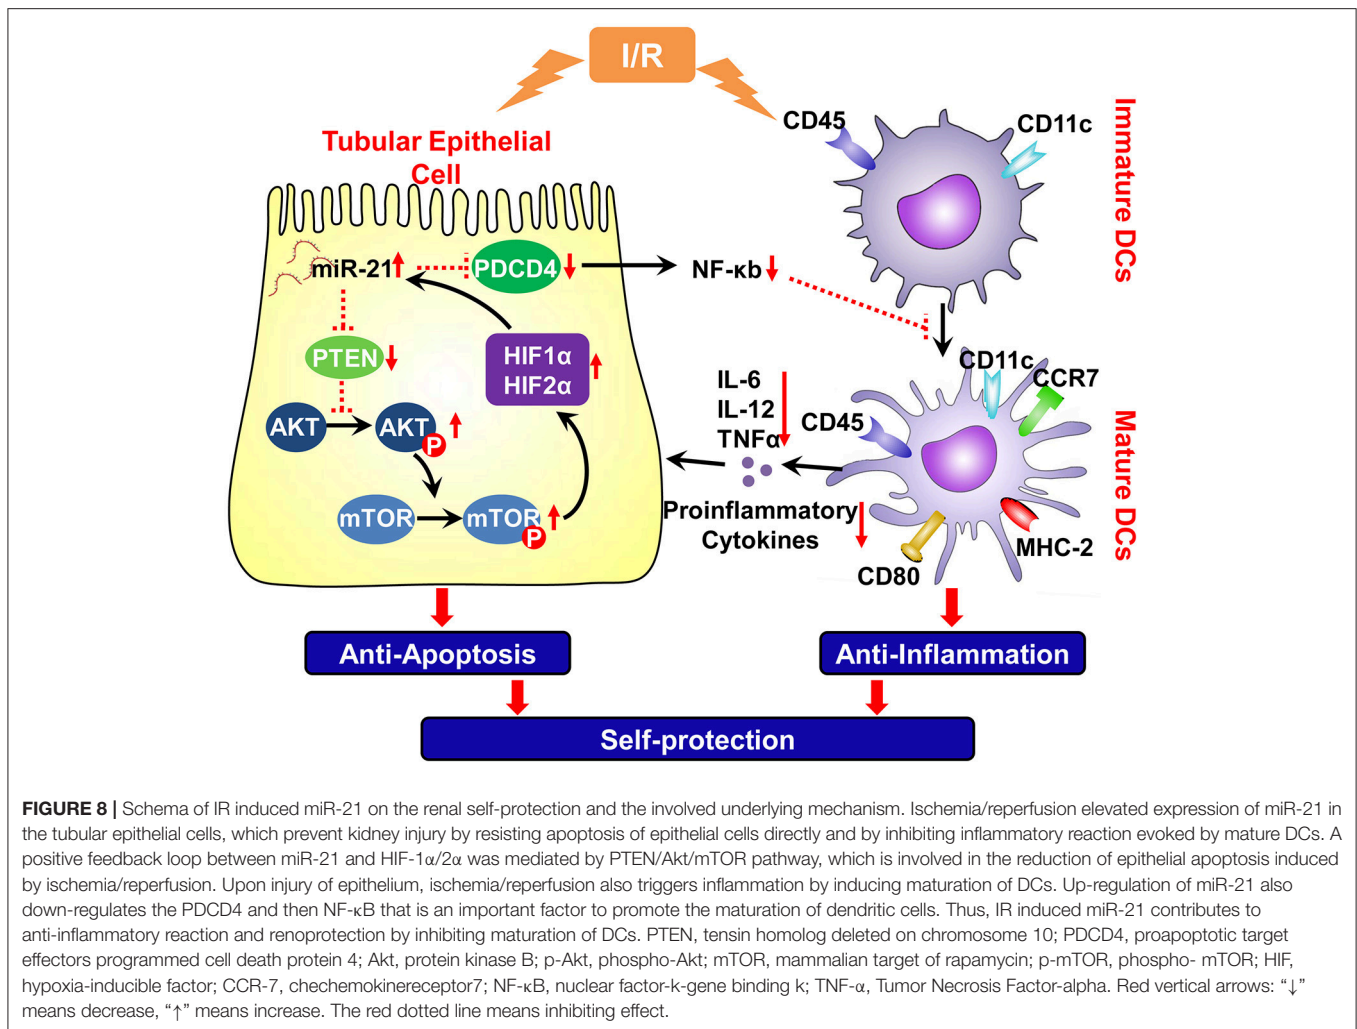 I/R
Tubular Epithelial
Cell
CD45
CD11c
Immature DCs
miR-21
PDCD4
NF-κb
PTEN
HIF1α
HIF2α
AKT
AKT
P
mTOR
mTOR
P
IL-6
IL-12
TNFα
Proinflammatory
Cytokines
CD11c
CCR7
CD45
MHC-2
CD80
Mature DCs
Anti-Apoptosis
Anti-Inflammation
Self-protection
FIGURE 8 | Schema of IR induced miR-21 on the renal self-protection and the involved underlying mechanism. Ischemia/reperfusion elevated expression of miR-21 in
the tubular epithelial cells, which prevent kidney injury by resisting apoptosis of epithelial cells directly and by inhibiting inflammatory reaction evoked by mature DCs. A
positive feedback loop between miR-21 and HIF-1α/2α was mediated by PTEN/Akt/mTOR pathway, which is involved in the reduction of epithelial apoptosis induced
by ischemia/reperfusion. Upon injury of epithelium, ischemia/reperfusion also triggers inflammation by inducing maturation of DCs. Up-regulation of miR-21 also
down-regulates the PDCD4 and then NF-κB that is an important factor to promote the maturation of dendritic cells. Thus, IR induced miR-21 contributes to
anti-inflammatory reaction and renoprotection by inhibiting maturation of DCs. PTEN, tensin homolog deleted on chromosome 10; PDCD4, proapoptotic target
effectors programmed cell death protein 4; Akt, protein kinase B; p-Akt, phospho-Akt; mTOR, mammalian target of rapamycin; p-mTOR, phospho- mTOR; HIF,
hypoxia-inducible factor; CCR-7, chechemokinereceptor7; NF-κB, nuclear factor-k-gene binding k; TNF-α, Tumor Necrosis Factor-alpha. Red vertical arrows: “↓”
means decrease, “↑” means increase. The red dotted line means inhibiting effect.